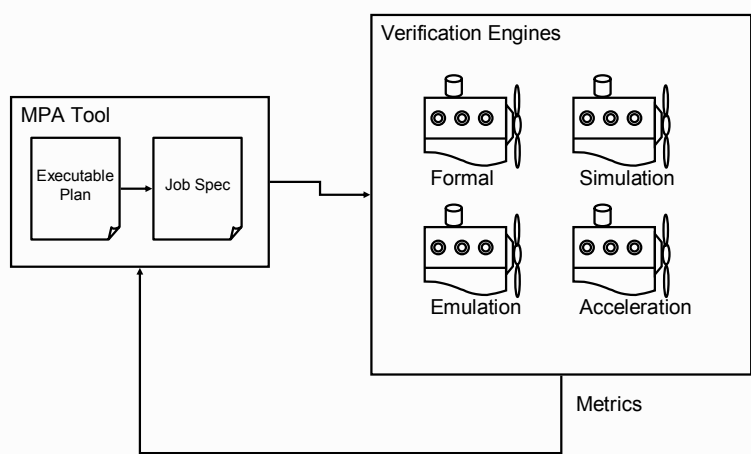 Verification Engines
MPA Tool
Executable
Plan
Job Spec
Formal
Simulation
Emulation
Acceleration
Metrics